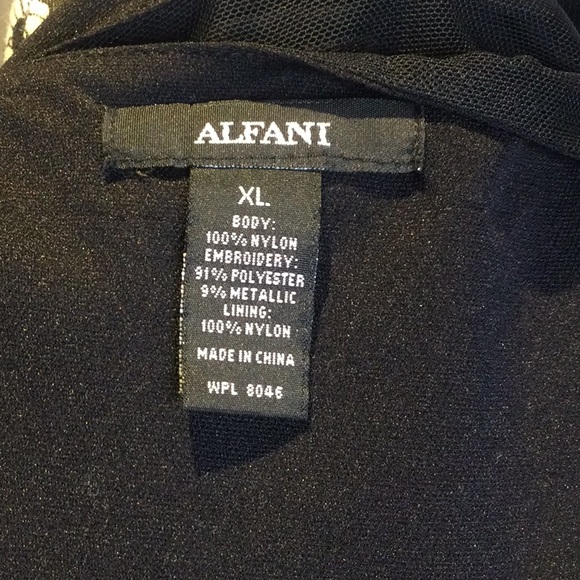 ALFANI
XL
BODY:
100% NYLON
EMBROIDERY:
91% POLYESTER
9% METALLIC
LINING:
100% NYLON
MADE IN CHINA
WPL 8046